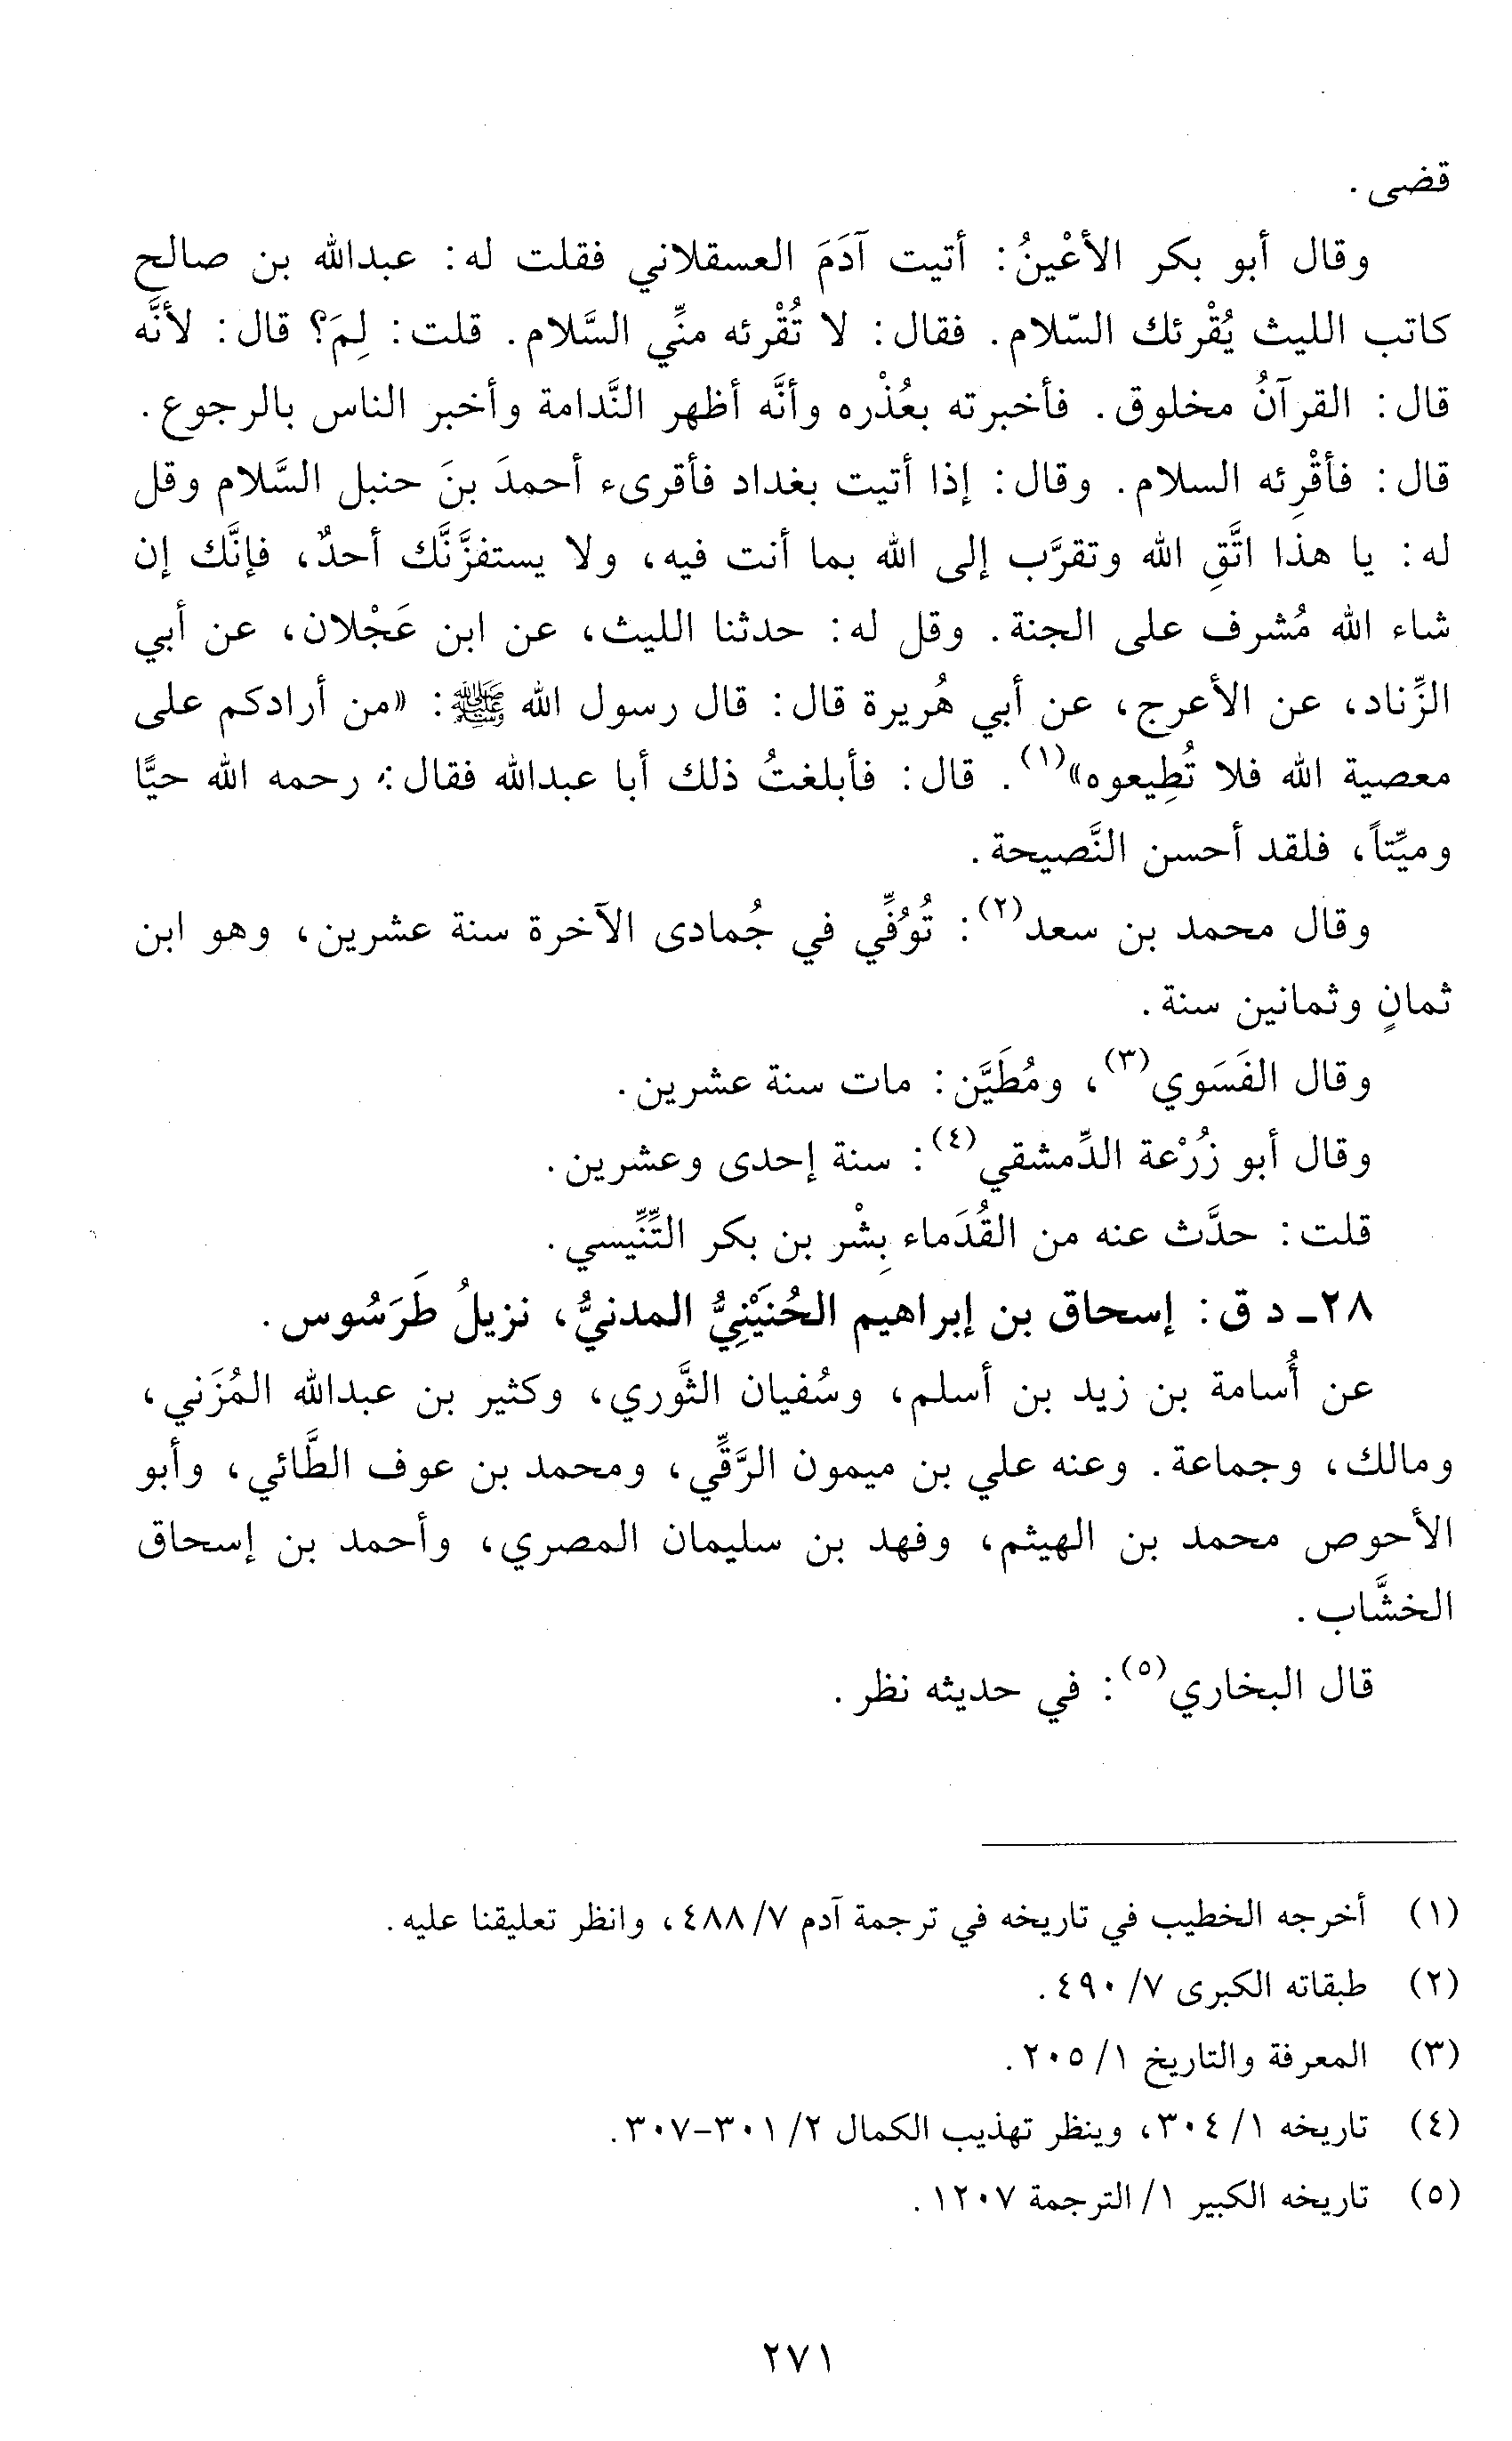 قضى .
وقال أبو بكر الأعْينُ : أتيت آدَمَ العسقلاني فقلت له : عبدالله بن صالح
كاتب الليث يُقْرئك السّلام . فقال : لا تُقْرئه منِّي السَّلام . قلت : لِمَ؟ قال : لأنَّه
قال : القرآنُ مخلوق . فأخبرته بعُذْره وأنَّه أظهر النَّدامة وأخبر الناس بالرجوع .
قال : فأقْرِئه السلام . وقال : إذا أتيت بغداد فأقرىء أحمدَ بنَ حنبل السَّلام وقل
له : يا هذا اتَّقِ الله وتقرَّب إلى الله بما أنت فيه، ولا يستفزَّنَّك أحدٌ، فإنَّك إن
شاء الله مُشرف على الجنة . وقل له : حدثنا الليث، عن ابن عَجْلان، عن أبي
الزِّناد، عن الأعرج، عن أبي هُريرة قال : قال رسول الله ﷺ : «من أرادكم على
معصية الله فلا تُطِيعوه»(١) . قال : فأبلغتُ ذلك أبا عبدالله فقال : رحمه الله حيًّا
وميِّتاً، فلقد أحسن النَّصيحة .
وقال محمد بن سعد(٢) : تُوُفِّي في جُمادى الآخرة سنة عشرين، وهو ابن
ثمانٍ وثمانين سنة .
وقال الفَسَوي(٣)، ومُطَيَّن : مات سنة عشرين .
وقال أبو زُرْعة الدِّمشقي(٤) : سنة إحدى وعشرين .
قلت : حدَّث عنه من القُدَماء بِشْر بن بكر التِّنِّيسي .
٢٨ـ د ق : إسحاق بن إبراهيم الحُنَيْنِيُّ المدنيُّ، نزيلُ طَرَسُوس .
عن أُسامة بن زيد بن أسلم، وسُفيان الثَّوري، وكثير بن عبدالله المُزَني،
ومالك، وجماعة . وعنه علي بن ميمون الرَّقِّي، ومحمد بن عوف الطَّائي، وأبو
الأحوص محمد بن الهيثم، وفهد بن سليمان المصري، وأحمد بن إسحاق
الخشَّاب .
قال البخاري(٥) : في حديثه نظر .
(١) أخرجه الخطيب في تاريخه في ترجمة آدم ٧/ ٤٨٨، وانظر تعليقنا عليه .
(٢) طبقاته الكبرى ٧/ ٤٩٠ .
(٣) المعرفة والتاريخ ١/ ٢٠٥ .
(٤) تاريخه ١/ ٣٠٤، وينظر تهذيب الكمال ٢/ ٣٠١-٣٠٧ .
(٥) تاريخه الكبير ١/ الترجمة ١٢٠٧ .
٢٧١